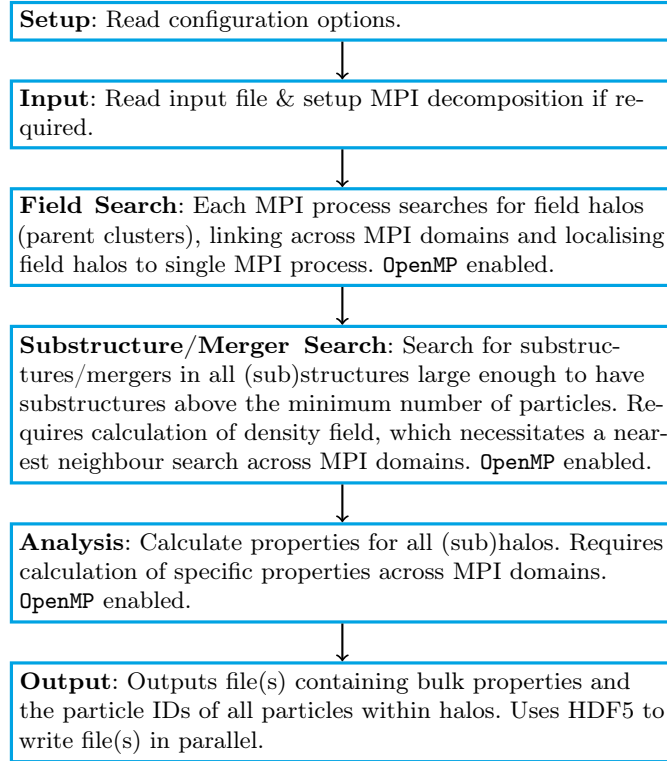 Setup: Read configuration options.
Input: Read input file & setup MPI decomposition if re-
quired.
Field Search: Each MPI process searches for field halos
(parent clusters), linking across MPI domains and localising
field halos to single MPI process. OpenMP enabled.
Substructure/Merger Search: Search for substruc-
tures/mergers in all (sub)structures large enough to have
substructures above the minimum number of particles. Re-
quires calculation of density field, which necessitates a near-
est neighbour search across MPI domains. OpenMP enabled.
Analysis: Calculate properties for all (sub)halos. Requires
calculation of specific properties across MPI domains.
OpenMP enabled.
Output: Outputs file(s) containing bulk properties and
the particle IDs of all particles within halos. Uses HDF5 to
write file(s) in parallel.